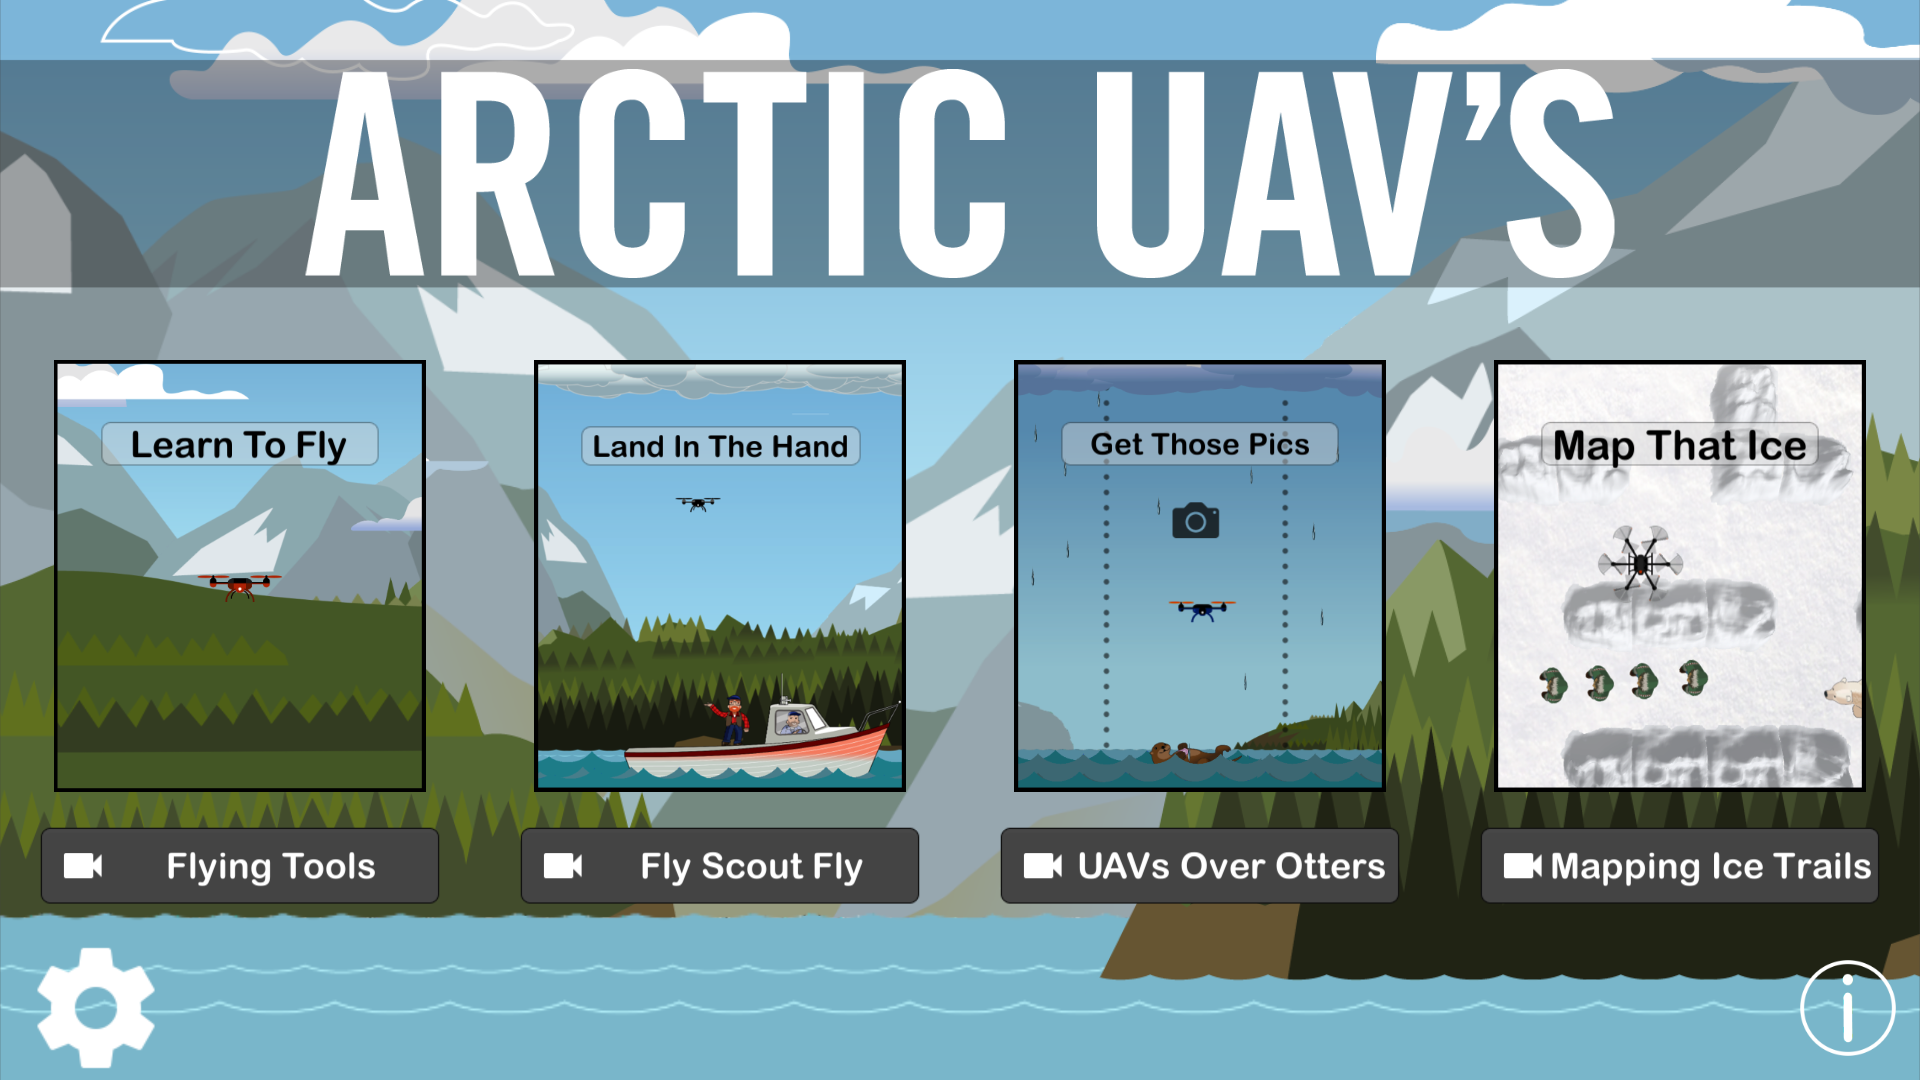 ARCTIC UAV’S
Learn To Fly
Land In The Hand
Get Those Pics
Map That Ice
Flying Tools
Fly Scout Fly
UAVs Over Otters
Mapping Ice Trails